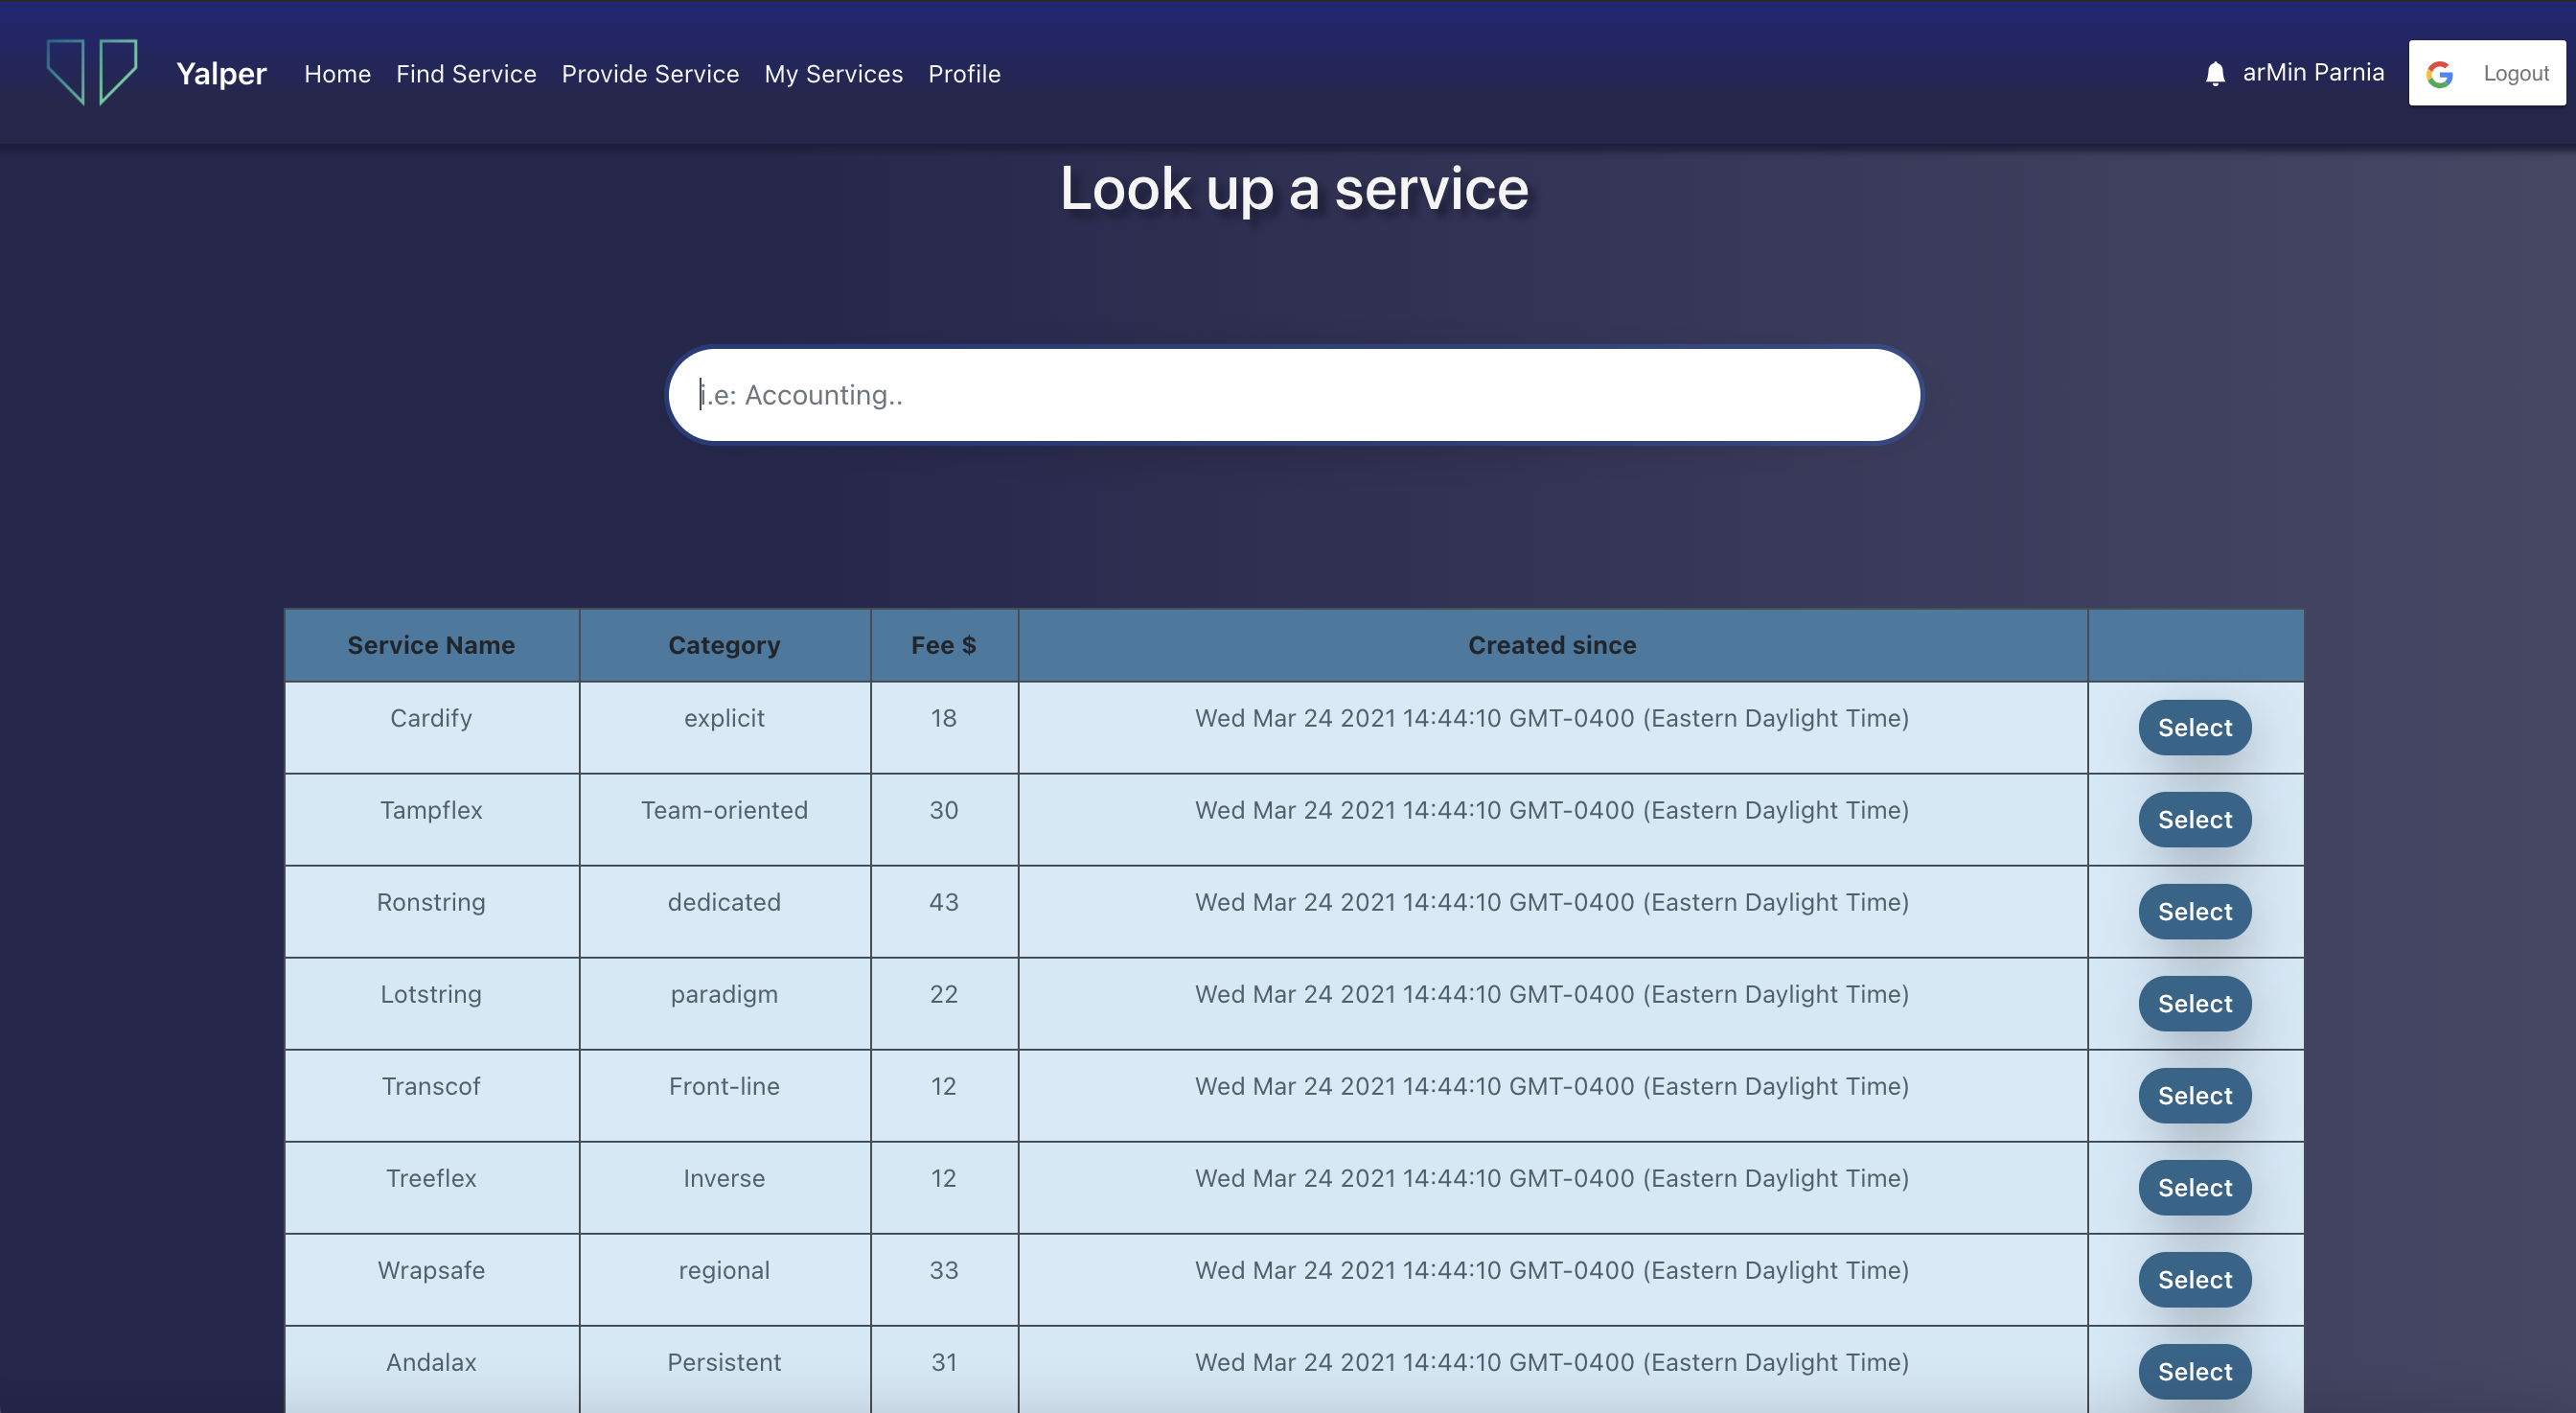 Yalper Home Find Service Provide Service My Services Profile arMin Parnia Logout
Look up a service
i.e: Accounting..
Service Name Category Fee $ Created since
Cardify explicit 18 Wed Mar 24 2021 14:44:10 GMT-0400 (Eastern Daylight Time) Select
Tampflex Team-oriented 30 Wed Mar 24 2021 14:44:10 GMT-0400 (Eastern Daylight Time) Select
Ronstring dedicated 43 Wed Mar 24 2021 14:44:10 GMT-0400 (Eastern Daylight Time) Select
Lotstring paradigm 22 Wed Mar 24 2021 14:44:10 GMT-0400 (Eastern Daylight Time) Select
Transcof Front-line 12 Wed Mar 24 2021 14:44:10 GMT-0400 (Eastern Daylight Time) Select
Treeflex Inverse 12 Wed Mar 24 2021 14:44:10 GMT-0400 (Eastern Daylight Time) Select
Wrapsafe regional 33 Wed Mar 24 2021 14:44:10 GMT-0400 (Eastern Daylight Time) Select
Andalax Persistent 31 Wed Mar 24 2021 14:44:10 GMT-0400 (Eastern Daylight Time) Select